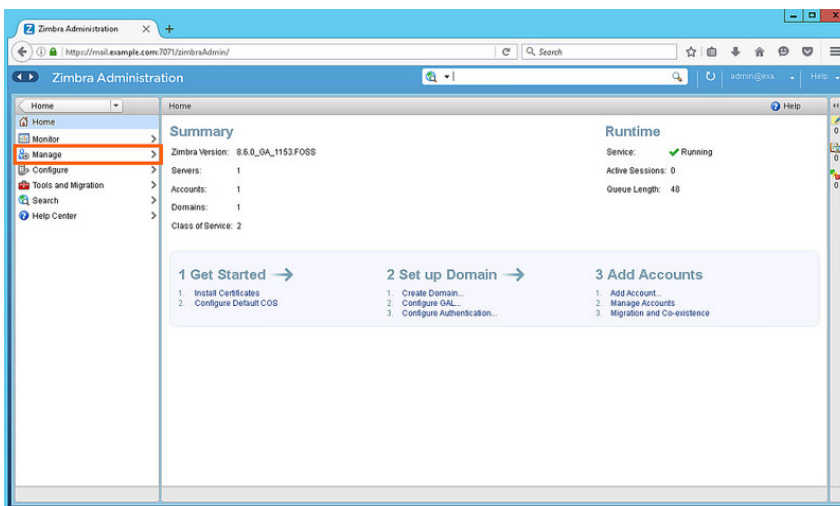 Zimbra Administration
https://mail.example.com:7071/zimbraAdmin/
Search
Zimbra Administration
admin@exa...
Help
Home
Home
Help
Home
Monitor
Manage
Configure
Tools and Migration
Search
Help Center
Summary
Zimbra Version: 8.6.0_GA_1153.FOSS
Servers: 1
Accounts: 1
Domains: 1
Class of Service: 2
Runtime
Service: Running
Active Sessions: 0
Queue Length: 48
1 Get Started
1. Install Certificates
2. Configure Default COS
2 Set up Domain
1. Create Domain...
2. Configure GAL...
3. Configure Authentication...
3 Add Accounts
1. Add Account...
2. Manage Accounts
3. Migration and Co-existence
0
0
0